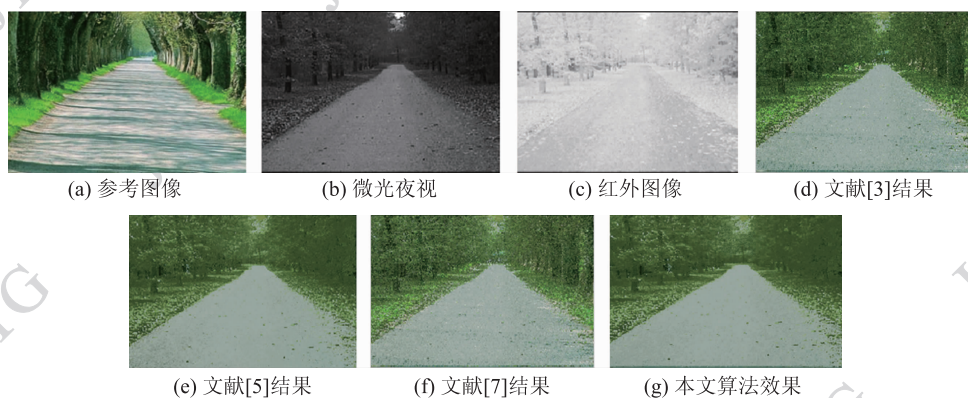 (a) 参考图像
(b) 微光夜视
(c) 红外图像
(d) 文献[3]结果
(e) 文献[5]结果
(f) 文献[7]结果
(g) 本文算法效果